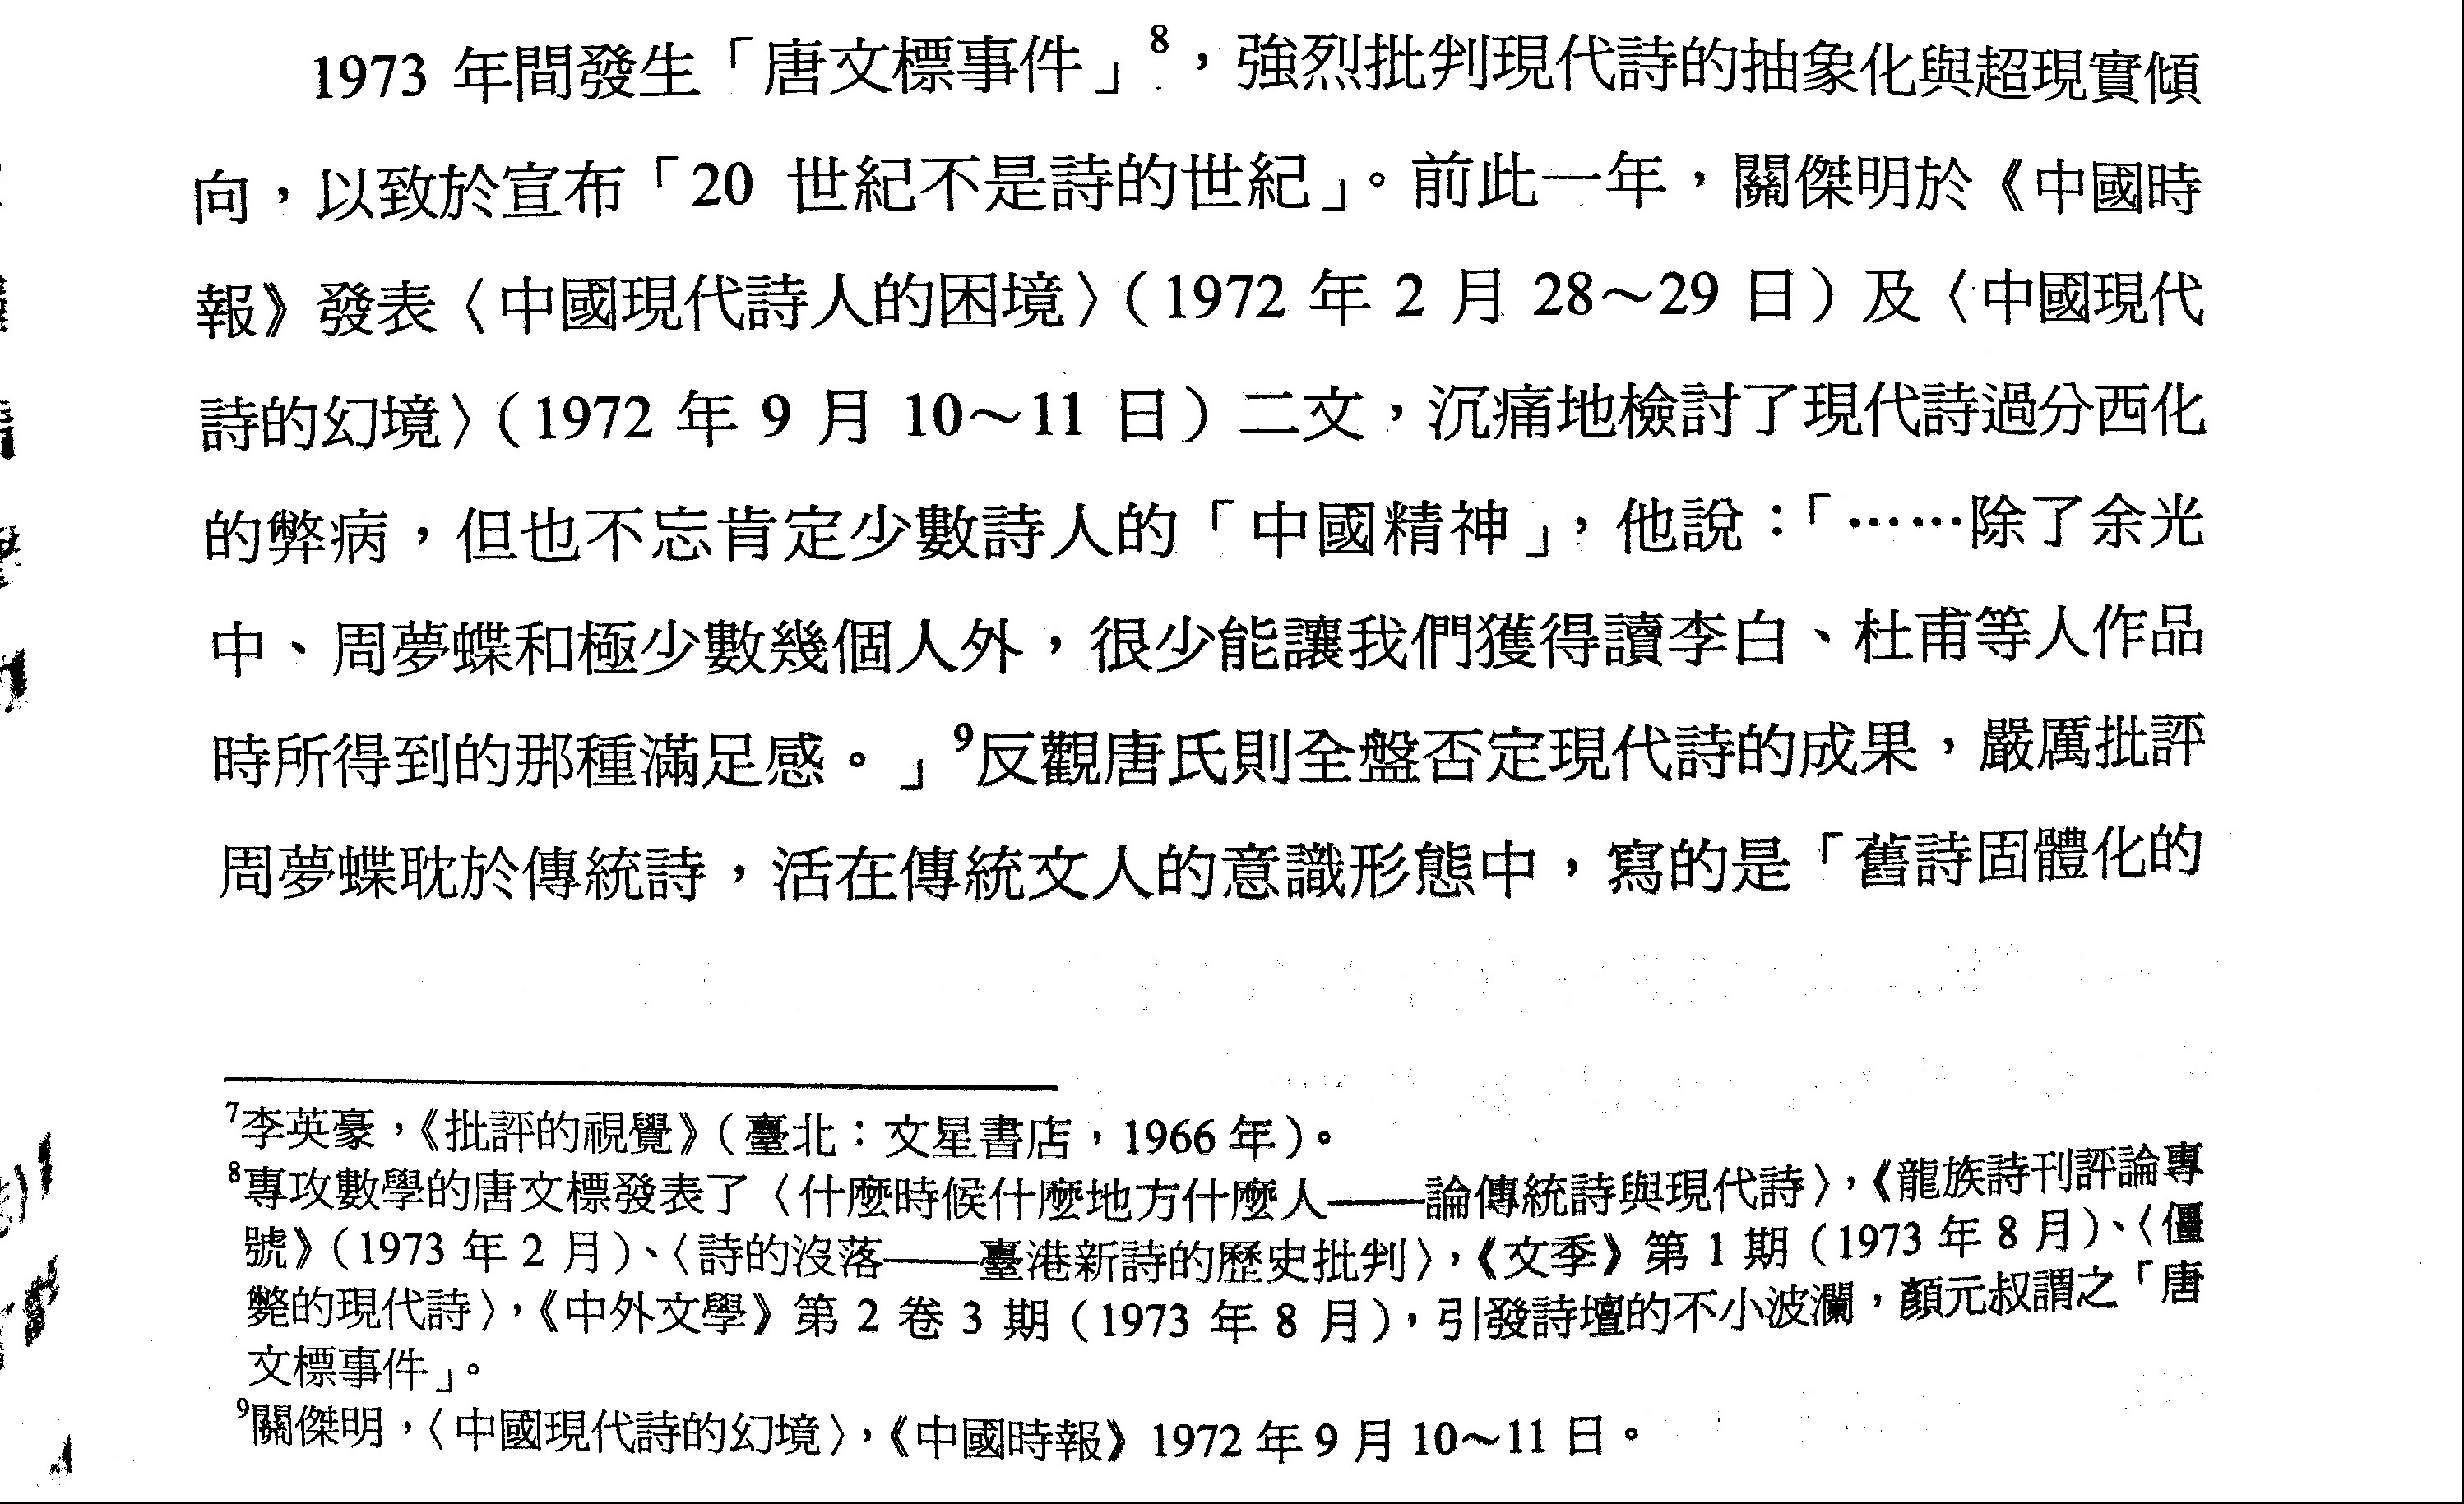 1973 年間發生「唐文標事件」8，強烈批判現代詩的抽象化與超現實傾
向，以致於宣布「20 世紀不是詩的世紀」。前此一年，關傑明於《中國時
報》發表〈中國現代詩人的困境〉（1972 年 2 月 28～29 日）及〈中國現代
詩的幻境〉（1972 年 9 月 10～11 日）二文，沉痛地檢討了現代詩過分西化
的弊病，但也不忘肯定少數詩人的「中國精神」，他說：「……除了余光
中、周夢蝶和極少數幾個人外，很少能讓我們獲得讀李白、杜甫等人作品
時所得到的那種滿足感。」9反觀唐氏則全盤否定現代詩的成果，嚴厲批評
周夢蝶耽於傳統詩，活在傳統文人的意識形態中，寫的是「舊詩固體化的
7李英豪，《批評的視覺》（臺北：文星書店，1966 年）。
8專攻數學的唐文標發表了〈什麼時候什麼地方什麼人——論傳統詩與現代詩〉，《龍族詩刊評論專
號》（1973 年 2 月）、〈詩的沒落——臺港新詩的歷史批判〉，《文季》第 1 期（1973 年 8 月）、〈僵
斃的現代詩〉，《中外文學》第 2 卷 3 期（1973 年 8 月），引發詩壇的不小波瀾，顏元叔謂之「唐
文標事件」。
9關傑明，〈中國現代詩的幻境〉，《中國時報》1972 年 9 月 10～11 日。